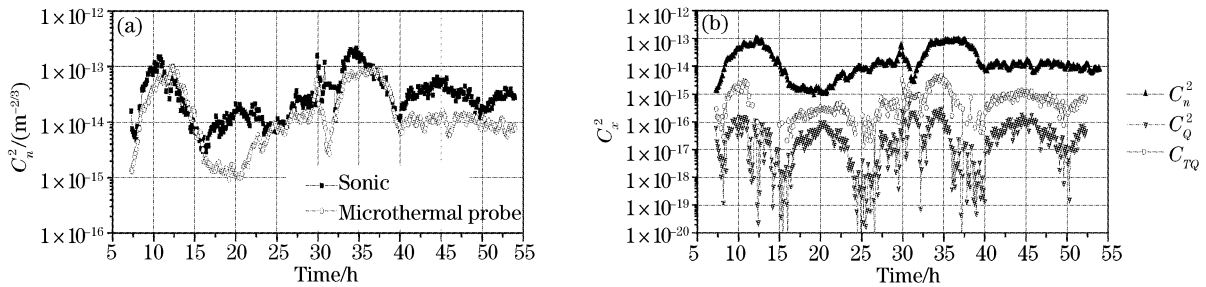 (a)
1×10⁻¹²
1×10⁻¹³
1×10⁻¹⁴
1×10⁻¹⁵
1×10⁻¹⁶
C²ₙ/(m⁻²/³)
Sonic
Microthermal probe
5 10 15 20 25 30 35 40 45 50 55
Time/h
(b)
1×10⁻¹²
1×10⁻¹³
1×10⁻¹⁴
1×10⁻¹⁵
1×10⁻¹⁶
1×10⁻¹⁷
1×10⁻¹⁸
1×10⁻¹⁹
1×10⁻²⁰
C²ₓ
5 10 15 20 25 30 35 40 45 50 55
Time/h
C²ₙ
C²_Q
C_TQ